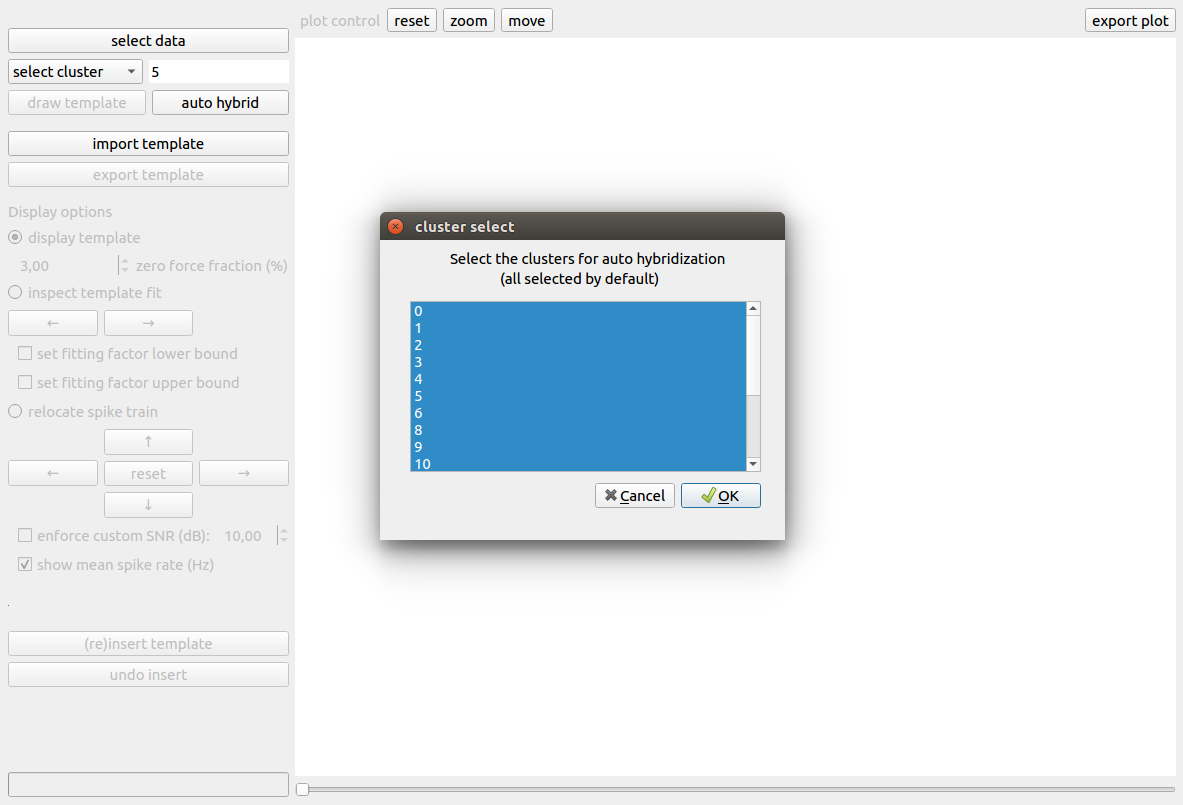 plot control reset zoom move export plot
select data
select cluster 5
draw template auto hybrid
import template
export template
Display options
display template
3,00 zero force fraction (%)
inspect template fit
← →
set fitting factor lower bound
set fitting factor upper bound
relocate spike train
↑
← reset →
↓
enforce custom SNR (dB): 10,00
show mean spike rate (Hz)
(re)insert template
undo insert
cluster select
Select the clusters for auto hybridization
(all selected by default)
0
1
2
3
4
5
6
8
9
10
Cancel OK